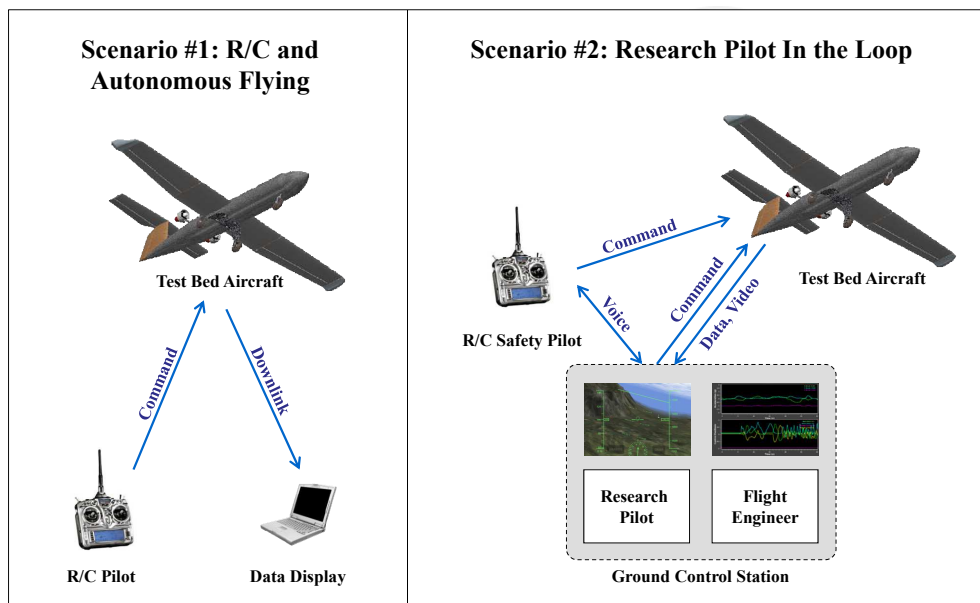 Scenario #1: R/C and
Autonomous Flying
Test Bed Aircraft
Command
Downlink
R/C Pilot
Data Display
Scenario #2: Research Pilot In the Loop
Command
Test Bed Aircraft
Command
Data, Video
Voice
R/C Safety Pilot
Research
Pilot
Flight
Engineer
Ground Control Station